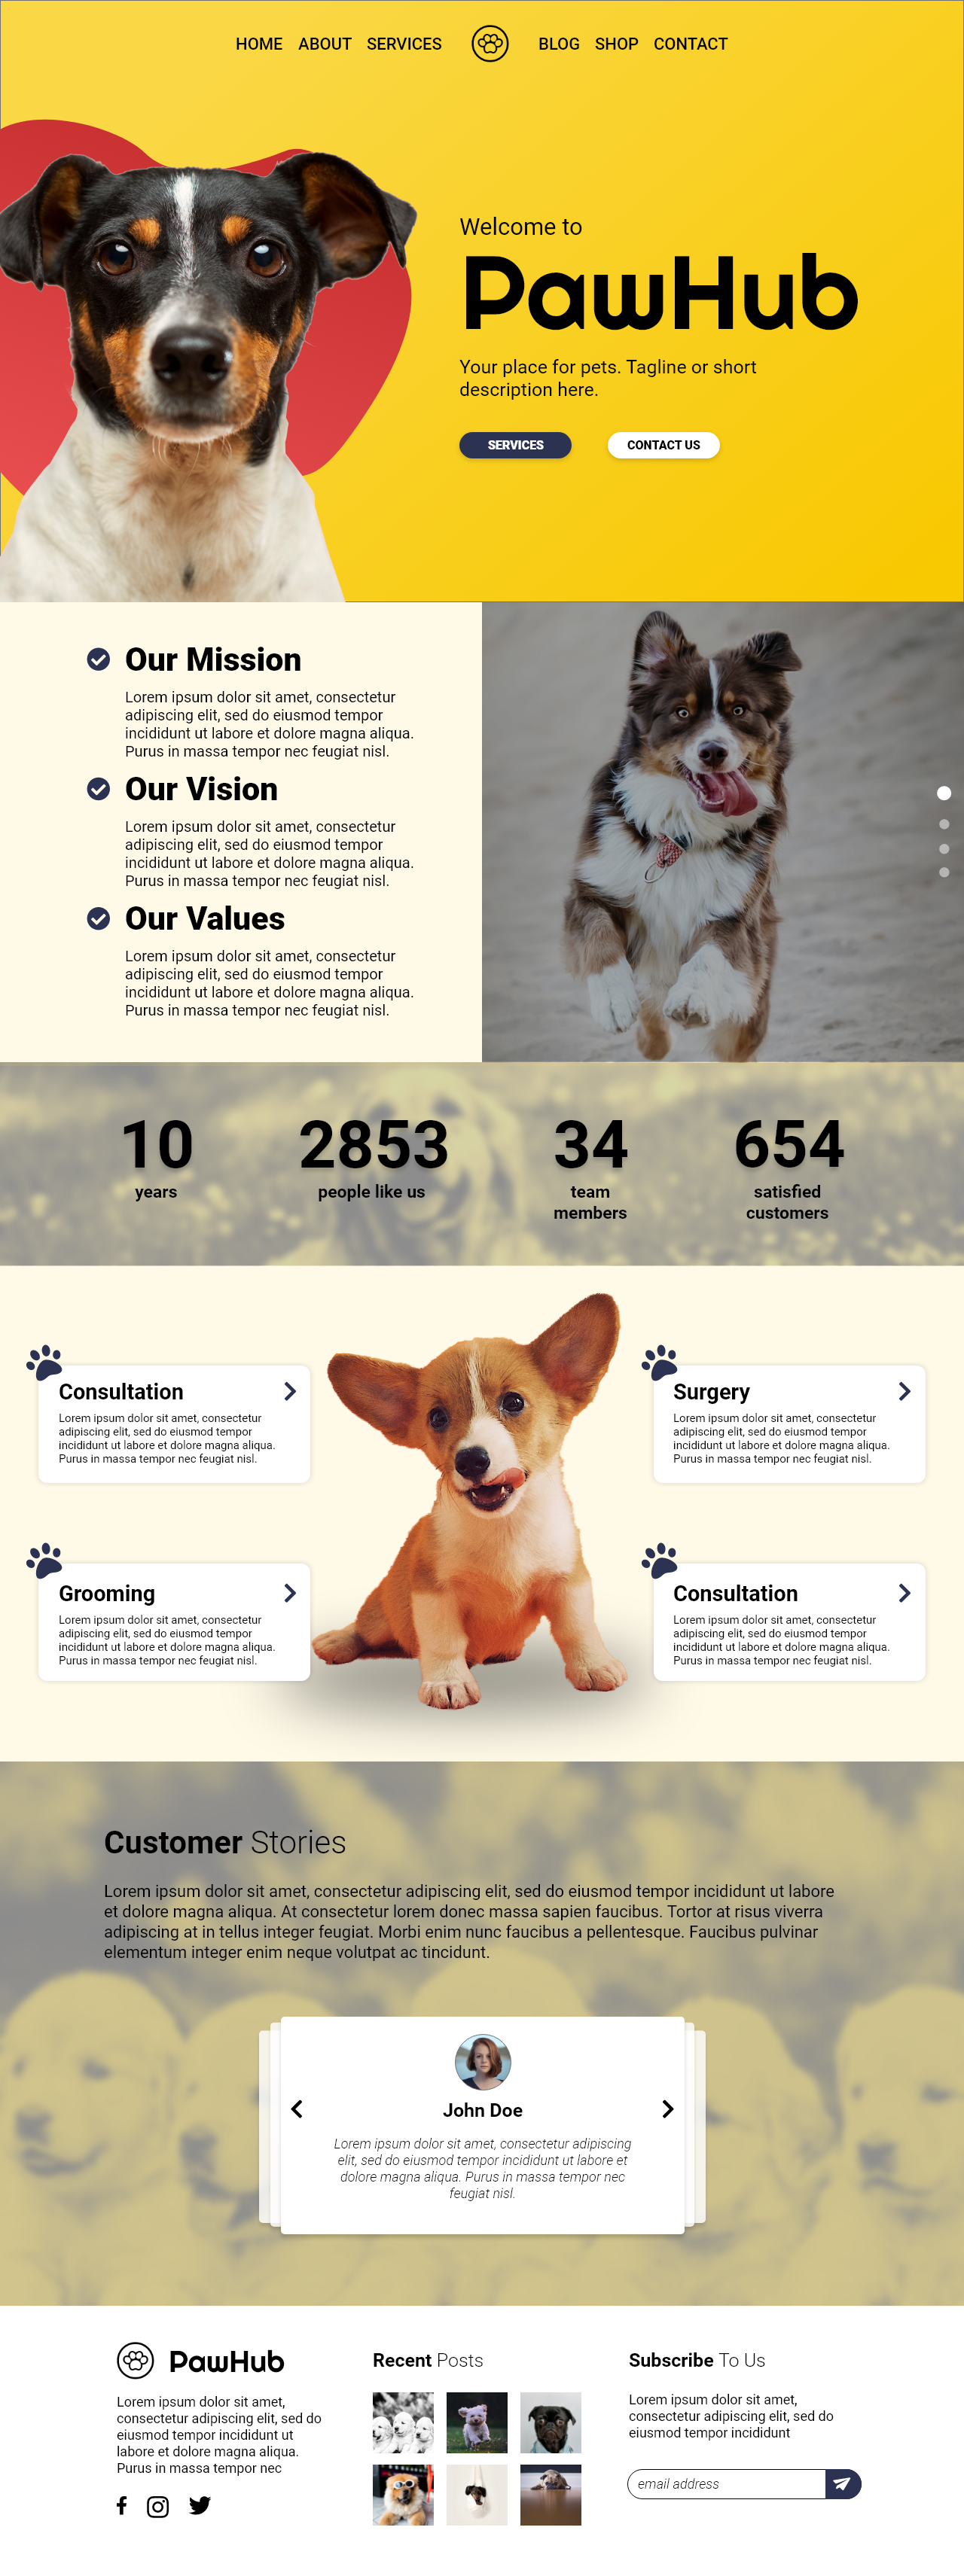 HOME ABOUT SERVICES BLOG SHOP CONTACT
Welcome to
PawHub
Your place for pets. Tagline or short
description here.
SERVICES CONTACT US
Our Mission
Lorem ipsum dolor sit amet, consectetur
adipiscing elit, sed do eiusmod tempor
incididunt ut labore et dolore magna aliqua.
Purus in massa tempor nec feugiat nisl.
Our Vision
Lorem ipsum dolor sit amet, consectetur
adipiscing elit, sed do eiusmod tempor
incididunt ut labore et dolore magna aliqua.
Purus in massa tempor nec feugiat nisl.
Our Values
Lorem ipsum dolor sit amet, consectetur
adipiscing elit, sed do eiusmod tempor
incididunt ut labore et dolore magna aliqua.
Purus in massa tempor nec feugiat nisl.
10
years
2853
people like us
34
team
members
654
satisfied
customers
Consultation
Lorem ipsum dolor sit amet, consectetur
adipiscing elit, sed do eiusmod tempor
incididunt ut labore et dolore magna aliqua.
Purus in massa tempor nec feugiat nisl.
Surgery
Lorem ipsum dolor sit amet, consectetur
adipiscing elit, sed do eiusmod tempor
incididunt ut labore et dolore magna aliqua.
Purus in massa tempor nec feugiat nisl.
Grooming
Lorem ipsum dolor sit amet, consectetur
adipiscing elit, sed do eiusmod tempor
incididunt ut labore et dolore magna aliqua.
Purus in massa tempor nec feugiat nisl.
Consultation
Lorem ipsum dolor sit amet, consectetur
adipiscing elit, sed do eiusmod tempor
incididunt ut labore et dolore magna aliqua.
Purus in massa tempor nec feugiat nisl.
Customer Stories
Lorem ipsum dolor sit amet, consectetur adipiscing elit, sed do eiusmod tempor incididunt ut labore
et dolore magna aliqua. At consectetur lorem donec massa sapien faucibus. Tortor at risus viverra
adipiscing at in tellus integer feugiat. Morbi enim nunc faucibus a pellentesque. Faucibus pulvinar
elementum integer enim neque volutpat ac tincidunt.
John Doe
Lorem ipsum dolor sit amet, consectetur adipiscing
elit, sed do eiusmod tempor incididunt ut labore et
dolore magna aliqua. Purus in massa tempor nec
feugiat nisl.
PawHub
Lorem ipsum dolor sit amet,
consectetur adipiscing elit, sed do
eiusmod tempor incididunt ut
labore et dolore magna aliqua.
Purus in massa tempor nec
Recent Posts
Subscribe To Us
Lorem ipsum dolor sit amet,
consectetur adipiscing elit, sed do
eiusmod tempor incididunt
email address